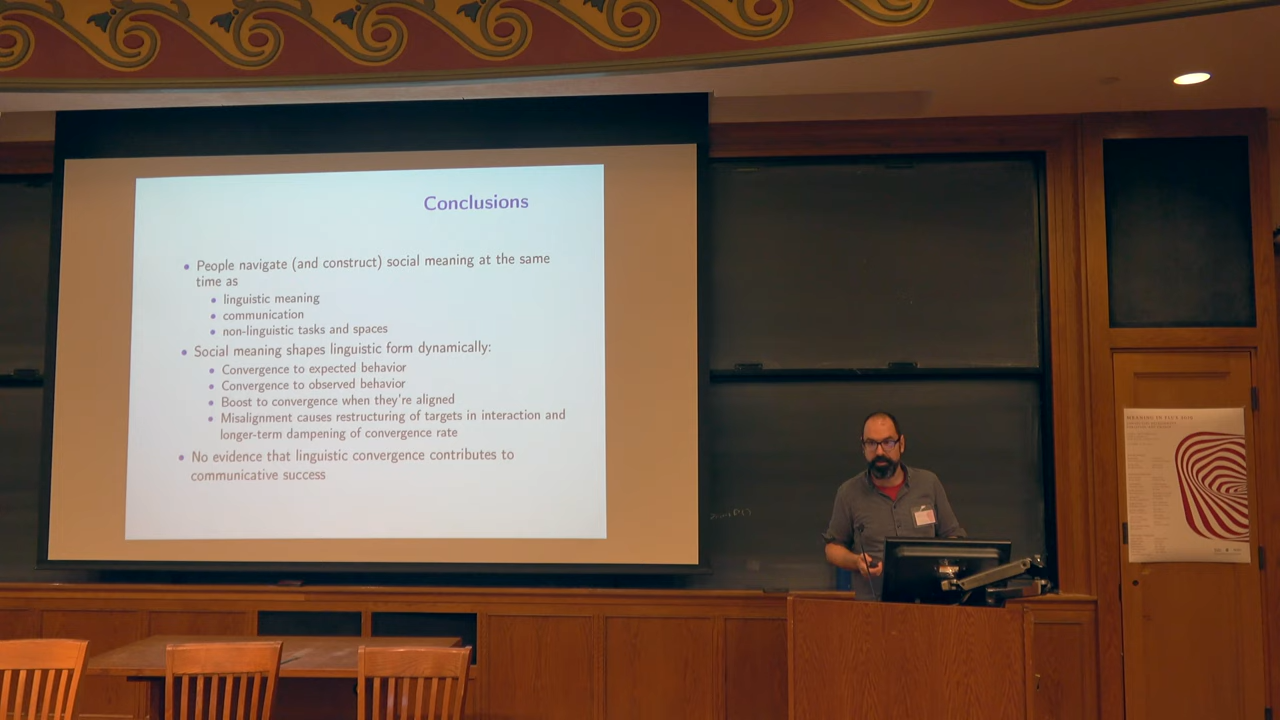 Conclusions
People navigate (and construct) social meaning at the same
time as
linguistic meaning
communication
non-linguistic tasks and spaces
Social meaning shapes linguistic form dynamically:
Convergence to expected behavior
Convergence to observed behavior
Boost to convergence when they're aligned
Misalignment causes restructuring of targets in interaction and
longer-term dampening of convergence rate
No evidence that linguistic convergence contributes to
communicative success
MEANING IN FLUX